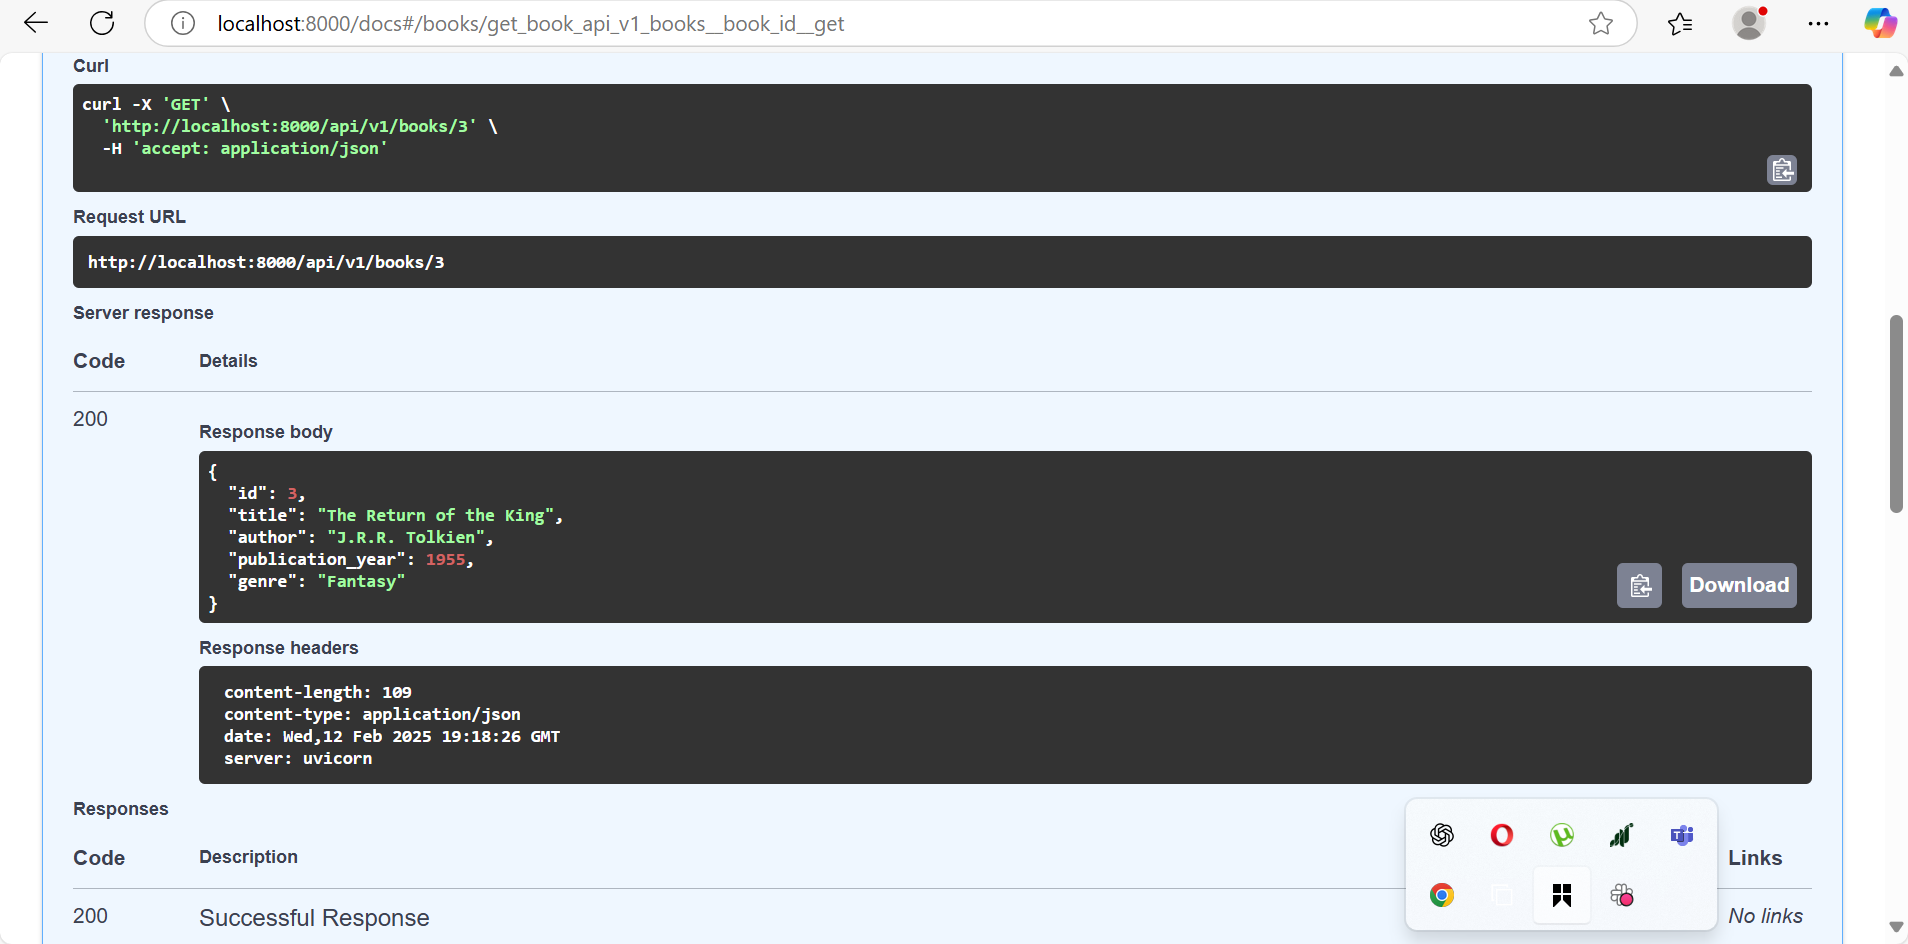 localhost:8000/docs#/books/get_book_api_v1_books__book_id__get
Curl
curl -X 'GET' \
'http://localhost:8000/api/v1/books/3' \
-H 'accept: application/json'
Request URL
http://localhost:8000/api/v1/books/3
Server response
Code Details
200
Response body
{
"id": 3,
"title": "The Return of the King",
"author": "J.R.R. Tolkien",
"publication_year": 1955,
"genre": "Fantasy"
}
Download
Response headers
content-length: 109
content-type: application/json
date: Wed,12 Feb 2025 19:18:26 GMT
server: uvicorn
Responses
Code Description Links
200 Successful Response No links